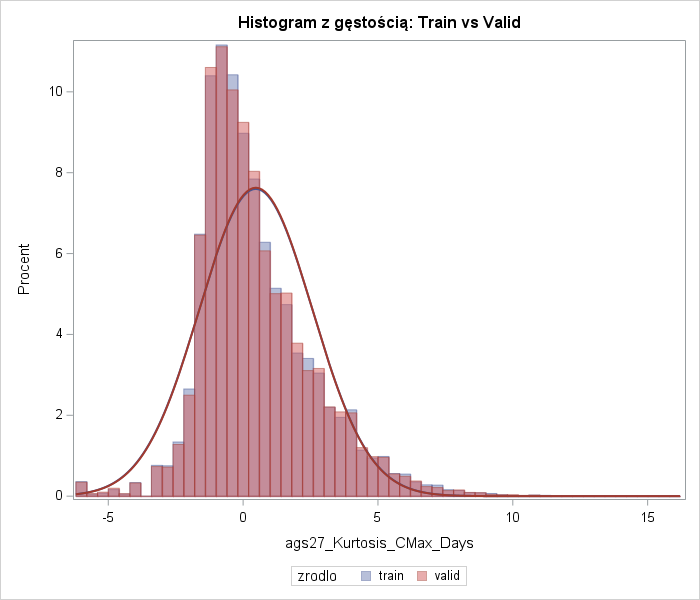 Histogram z gęstością: Train vs Valid
Procent
10
8
6
4
2
0
-5
0
5
10
15
ags27_Kurtosis_CMax_Days
zrodlo train valid